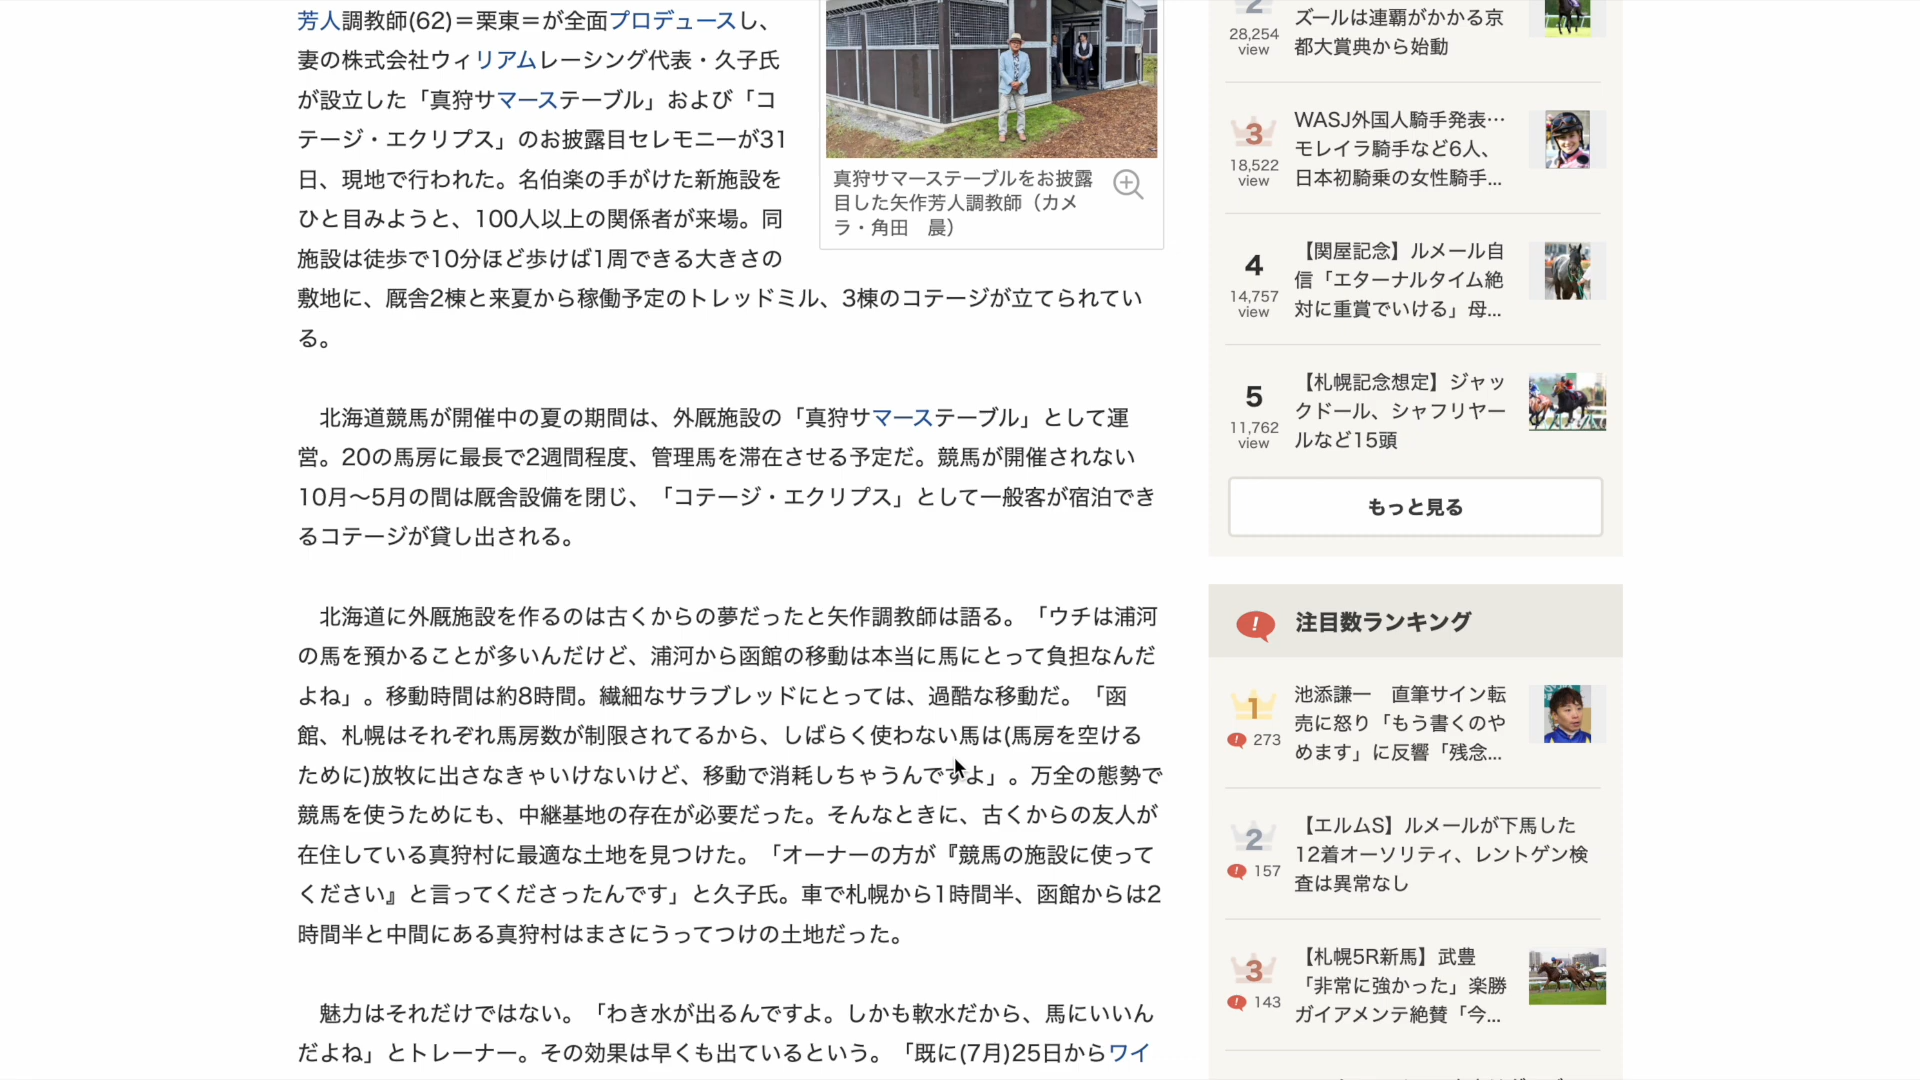 芳人調教師(62)＝栗東＝が全面プロデュースし、
妻の株式会社ウィリアムレーシング代表・久子氏
が設立した「真狩サマーステーブル」および「コ
テージ・エクリプス」のお披露目セレモニーが31
日、現地で行われた。名伯楽の手がけた新施設を
ひと目みようと、100人以上の関係者が来場。同
施設は徒歩で10分ほど歩けば1周できる大きさの
敷地に、厩舎2棟と来夏から稼働予定のトレッドミル、3棟のコテージが立てられてい
る。
真狩サマーステーブルをお披露
目した矢作芳人調教師（カメ
ラ・角田　晨）
　北海道競馬が開催中の夏の期間は、外厩施設の「真狩サマーステーブル」として運
営。20の馬房に最長で2週間程度、管理馬を滞在させる予定だ。競馬が開催されない
10月〜5月の間は厩舎設備を閉じ、「コテージ・エクリプス」として一般客が宿泊でき
るコテージが貸し出される。
　北海道に外厩施設を作るのは古くからの夢だったと矢作調教師は語る。「ウチは浦河
の馬を預かることが多いんだけど、浦河から函館の移動は本当に馬にとって負担なんだ
よね」。移動時間は約8時間。繊細なサラブレッドにとっては、過酷な移動だ。「函
館、札幌はそれぞれ馬房数が制限されてるから、しばらく使わない馬は(馬房を空ける
ために)放牧に出さなきゃいけないけど、移動で消耗しちゃうんですよ」。万全の態勢で
競馬を使うためにも、中継基地の存在が必要だった。そんなときに、古くからの友人が
在住している真狩村に最適な土地を見つけた。「オーナーの方が『競馬の施設に使って
ください』と言ってくださったんです」と久子氏。車で札幌から1時間半、函館からは2
時間半と中間にある真狩村はまさにうってつけの土地だった。
　魅力はそれだけではない。「わき水が出るんですよ。しかも軟水だから、馬にいいん
だよね」とトレーナー。その効果は早くも出ているという。「既に(7月)25日からワイ
2
28,254
view
ズールは連覇がかかる京
都大賞典から始動
3
18,522
view
WASJ外国人騎手発表…
モレイラ騎手など6人、
日本初騎乗の女性騎手...
4
14,757
view
【関屋記念】ルメール自
信「エターナルタイム絶
対に重賞でいける」母...
5
11,762
view
【札幌記念想定】ジャッ
クドール、シャフリヤー
ルなど15頭
もっと見る
注目数ランキング
1
273
池添謙一　直筆サイン転
売に怒り「もう書くのや
めます」に反響「残念...
2
157
【エルムS】ルメールが下馬した
12着オーソリティ、レントゲン検
査は異常なし
3
143
【札幌5R新馬】武豊
「非常に強かった」楽勝
ガイアメンテ絶賛「今...